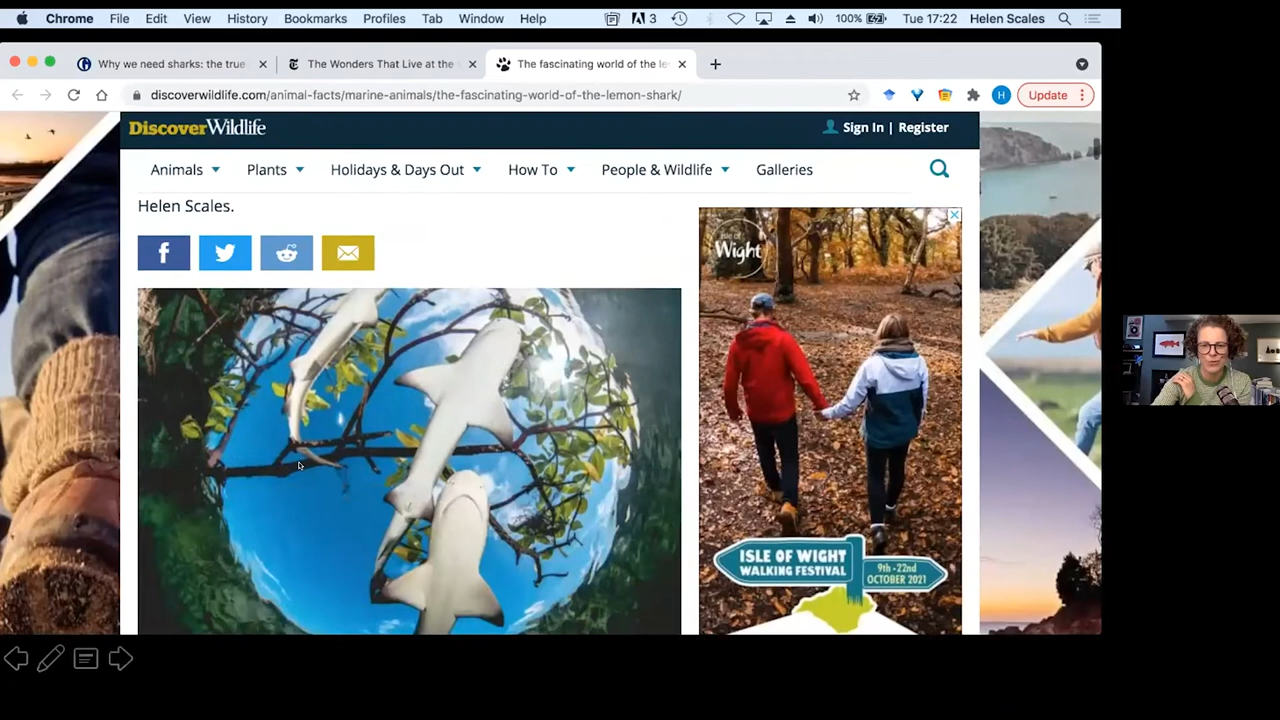 Chrome File Edit View History Bookmarks Profiles Tab Window Help 3 100% Tue 17:22 Helen Scales
Why we need sharks: the true
The Wonders That Live at the
The fascinating world of the le
discoverwildlife.com/animal-facts/marine-animals/the-fascinating-world-of-the-lemon-shark/ H Update
DiscoverWildlife Sign In | Register
Animals Plants Holidays & Days Out How To People & Wildlife Galleries
Helen Scales.
isle of
Wight
ISLE OF WIGHT
WALKING FESTIVAL
9th -22nd
OCTOBER 2021